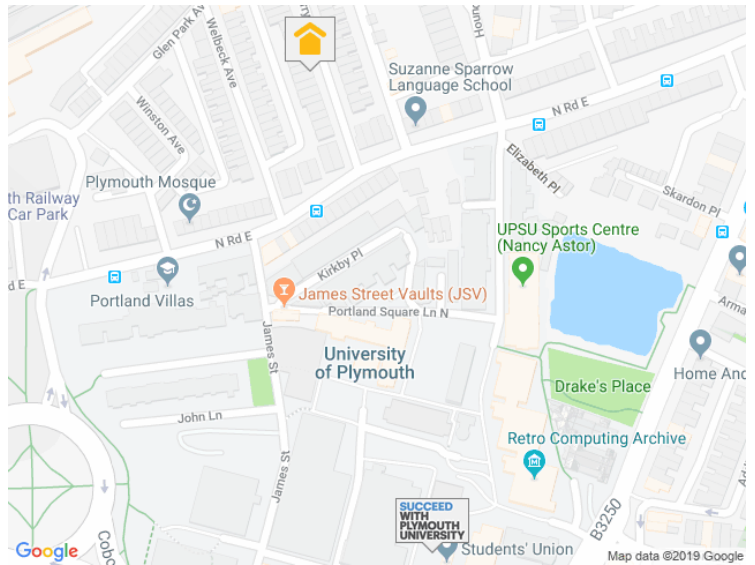 Glen Park Ave
Welbeck Ave
Winston Ave
Suzanne Sparrow
Language School
N Rd E
Elizabeth Pl
Plymouth Mosque
Skardon Pl
th Railway
Car Park
UPSU Sports Centre
(Nancy Astor)
N Rd E
Kirkby Pl
Portland Villas
James Street Vaults (JSV)
Portland Square Ln N
James St
University
of Plymouth
Drake's Place
Home And
John Ln
Retro Computing Archive
James St
SUCCEED
WITH
PLYMOUTH
UNIVERSITY
B3250
Students' Union
Google
Map data ©2019 Google